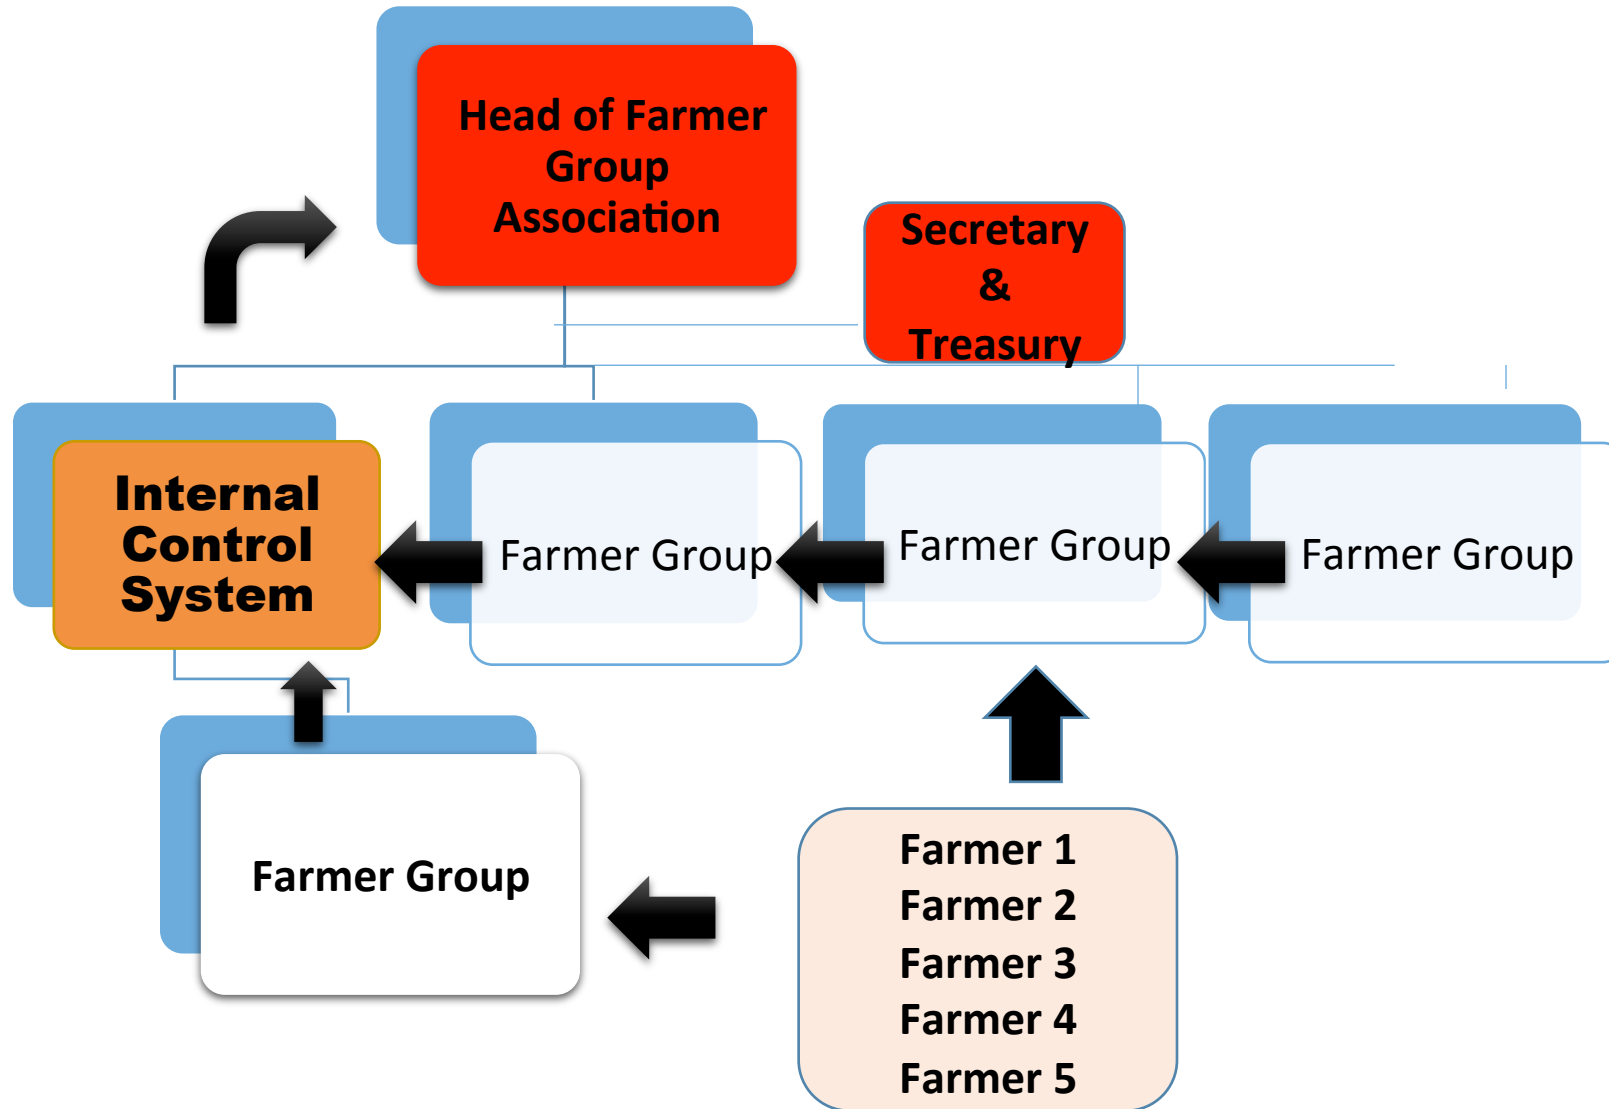 Head of Farmer
Group
Association
Secretary
&
Treasury
Internal
Control
System
Farmer Group
Farmer Group
Farmer Group
Farmer Group
Farmer 1
Farmer 2
Farmer 3
Farmer 4
Farmer 5